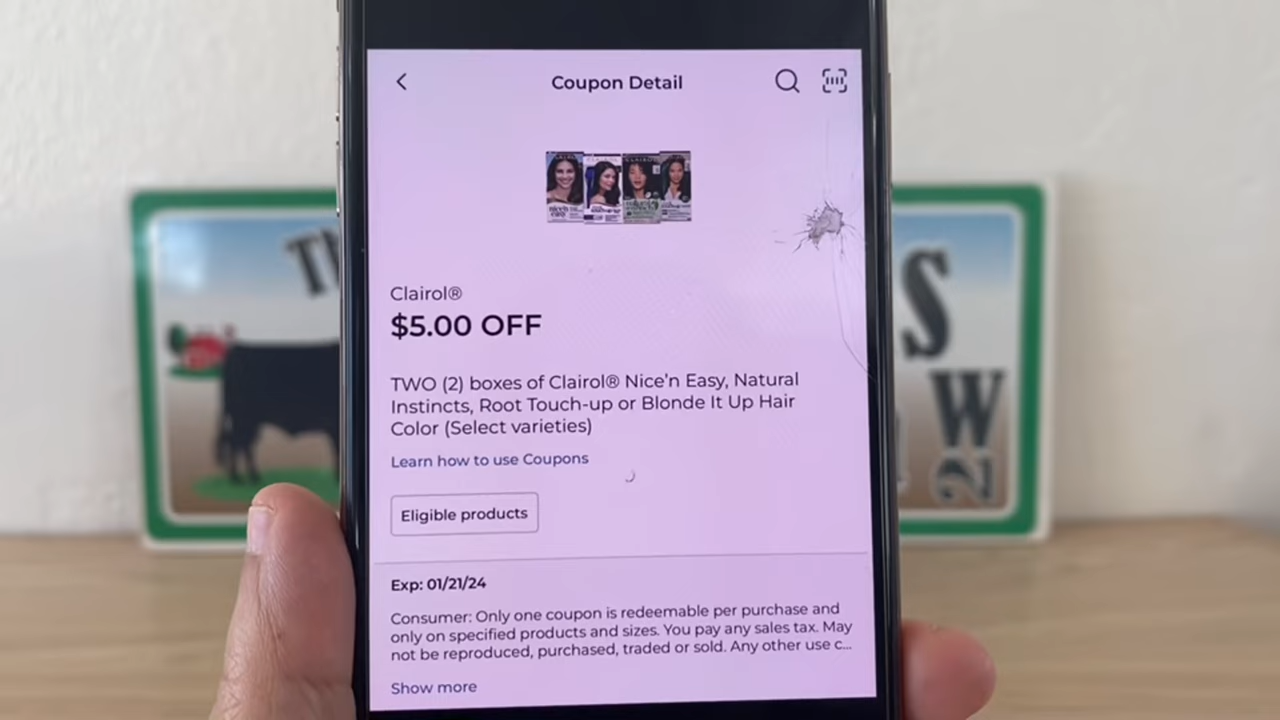 Coupon Detail
Clairol®
$5.00 OFF
TWO (2) boxes of Clairol® Nice'n Easy, Natural
Instincts, Root Touch-up or Blonde It Up Hair
Color (Select varieties)
Learn how to use Coupons
Eligible products
Exp: 01/21/24
Consumer: Only one coupon is redeemable per purchase and
only on specified products and sizes. You pay any sales tax. May
not be reproduced, purchased, traded or sold. Any other use c...
Show more
TH
S
W
2